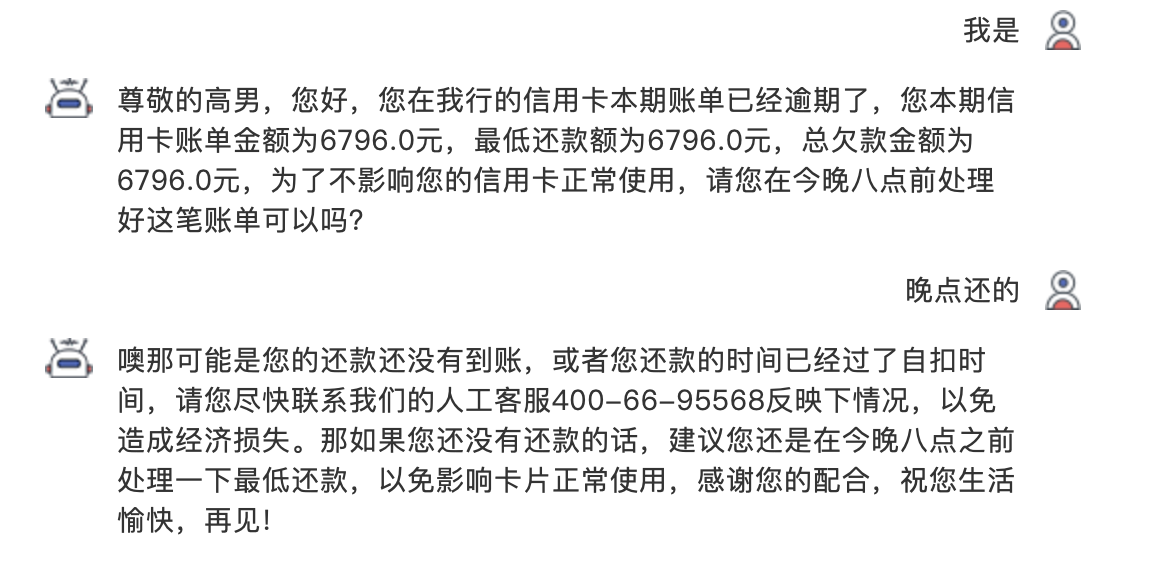 我是
尊敬的高男，您好，您在我行的信用卡本期账单已经逾期了，您本期信
用卡账单金额为6796.0元，最低还款额为6796.0元，总欠款金额为
6796.0元，为了不影响您的信用卡正常使用，请您在今晚八点前处理
好这笔账单可以吗?
晚点还的
噢那可能是您的还款还没有到账，或者您还款的时间已经过了自扣时
间，请您尽快联系我们的人工客服400-66-95568反映下情况，以免
造成经济损失。那如果您还没有还款的话，建议您还是在今晚八点之前
处理一下最低还款，以免影响卡片正常使用，感谢您的配合，祝您生活
愉快，再见!